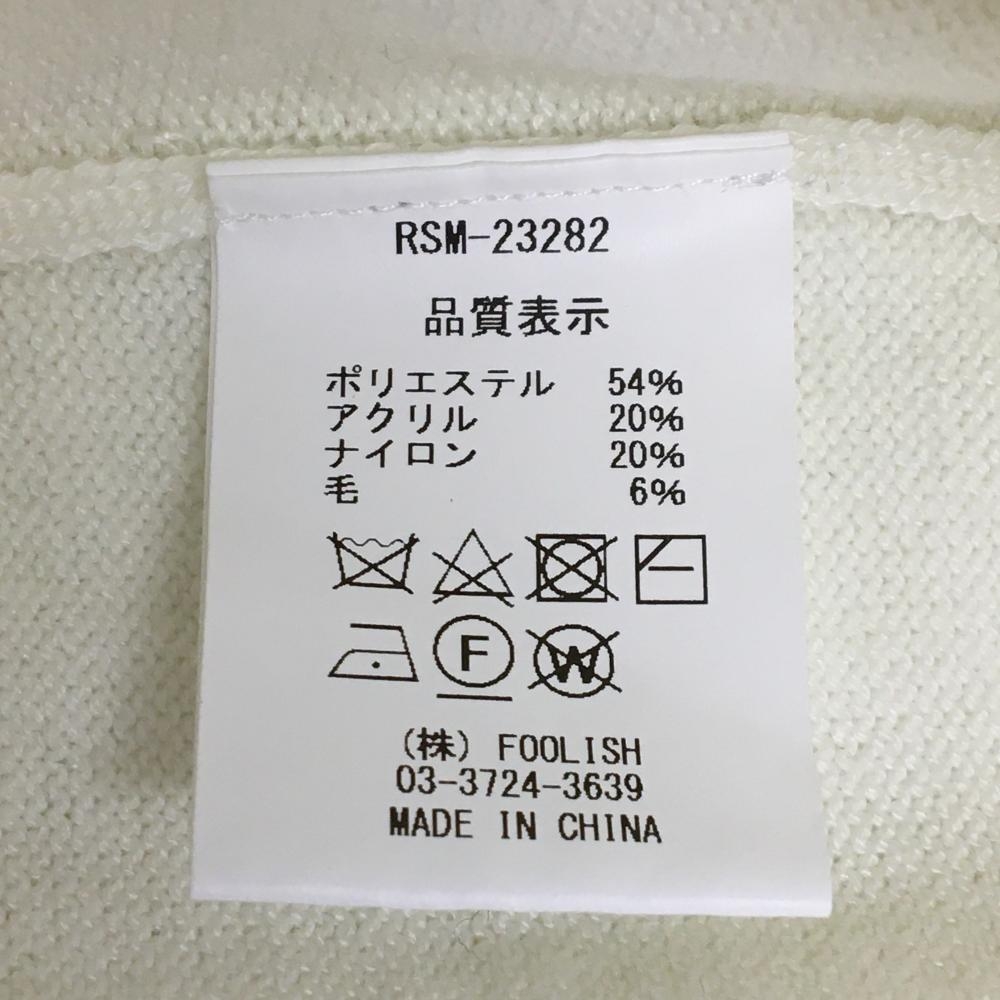 RSM-23282
品質表示
ポリエステル 54%
アクリル 20%
ナイロン 20%
毛 6%
F W
(株) FOOLISH
03-3724-3639
MADE IN CHINA